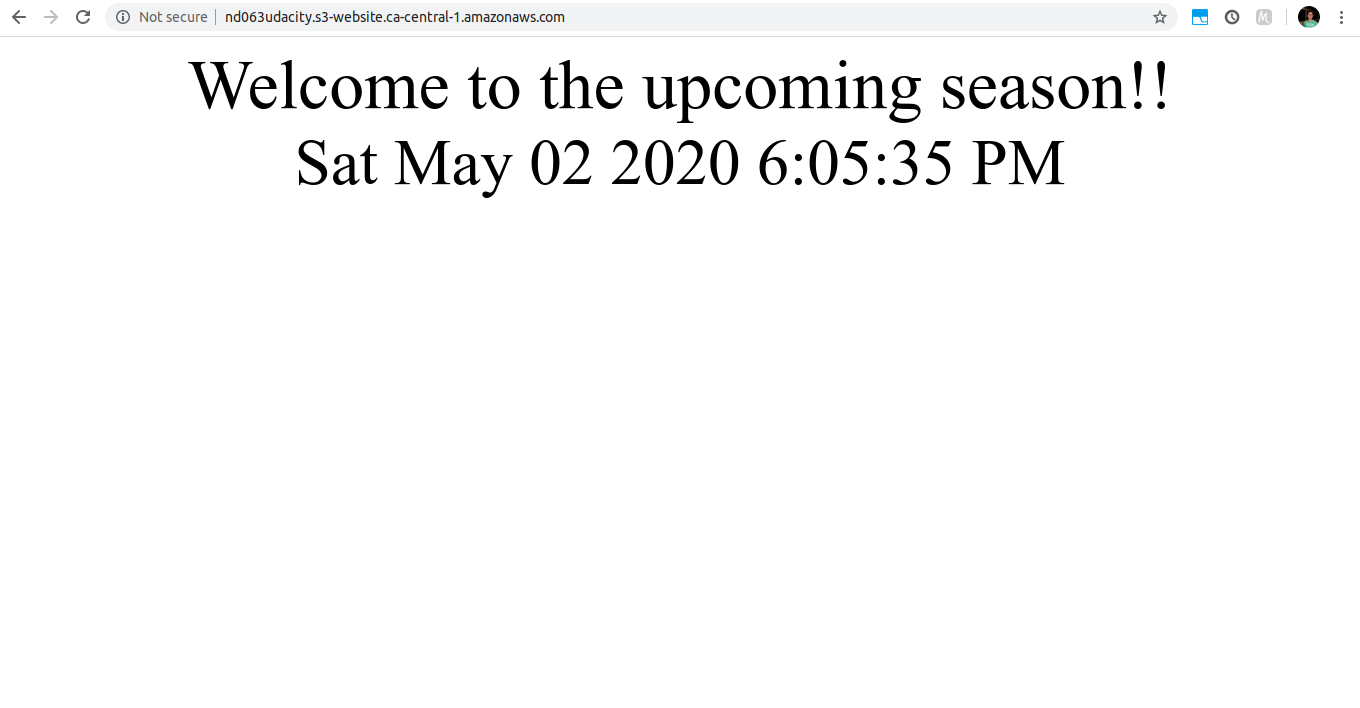 Not secure nd063udacity.s3-website.ca-central-1.amazonaws.com
Welcome to the upcoming season!!
Sat May 02 2020 6:05:35 PM